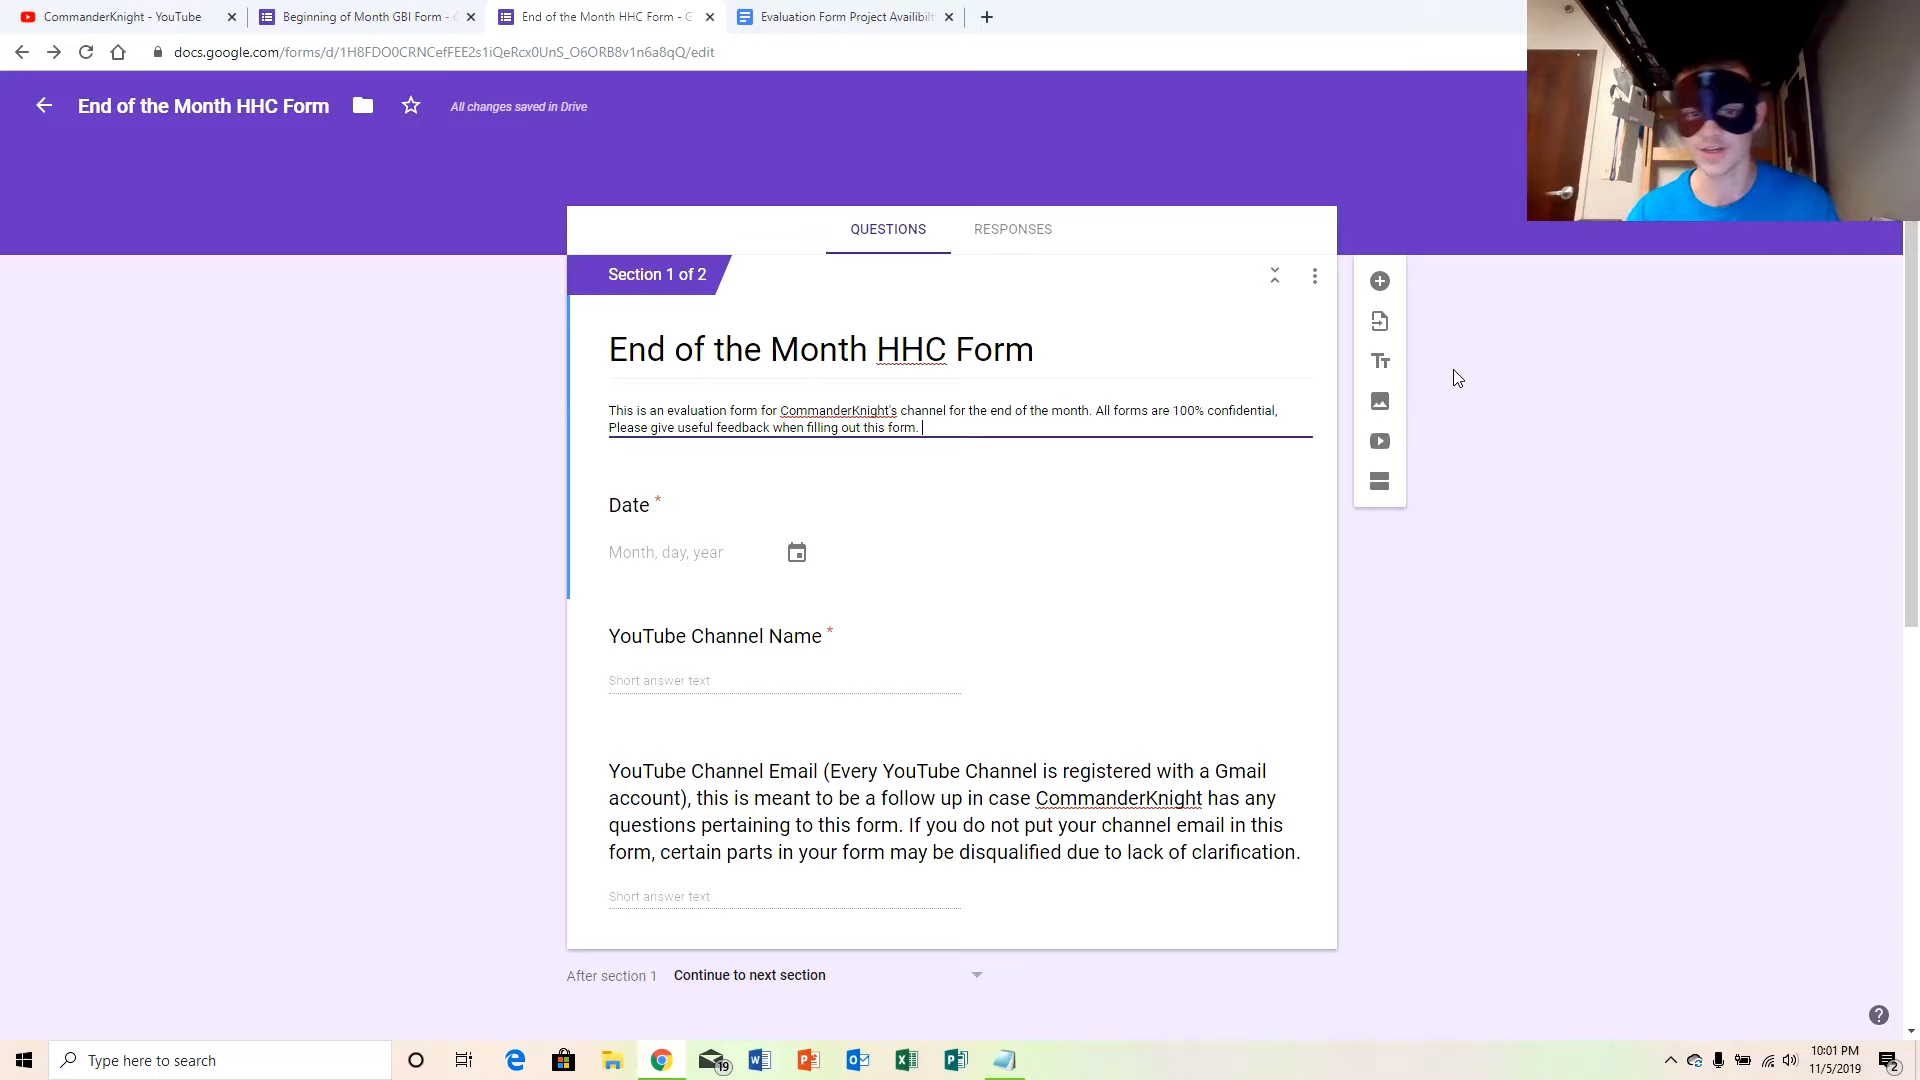 CommanderKnight - YouTube
Beginning of Month GBI Form -
End of the Month HHC Form - G
Evaluation Form Project Availibilt
docs.google.com/forms/d/1H8FDO0CRNCefFEE2s1iQeRcx0UnS_O6ORB8v1n6a8qQ/edit
End of the Month HHC Form
All changes saved in Drive
QUESTIONS
RESPONSES
Section 1 of 2
End of the Month HHC Form
This is an evaluation form for CommanderKnight's channel for the end of the month. All forms are 100% confidential,
Please give useful feedback when filling out this form.
Date *
Month, day, year
YouTube Channel Name *
Short answer text
YouTube Channel Email (Every YouTube Channel is registered with a Gmail
account), this is meant to be a follow up in case CommanderKnight has any
questions pertaining to this form. If you do not put your channel email in this
form, certain parts in your form may be disqualified due to lack of clarification.
Short answer text
After section 1 Continue to next section
Type here to search
19
10:01 PM
11/5/2019
2